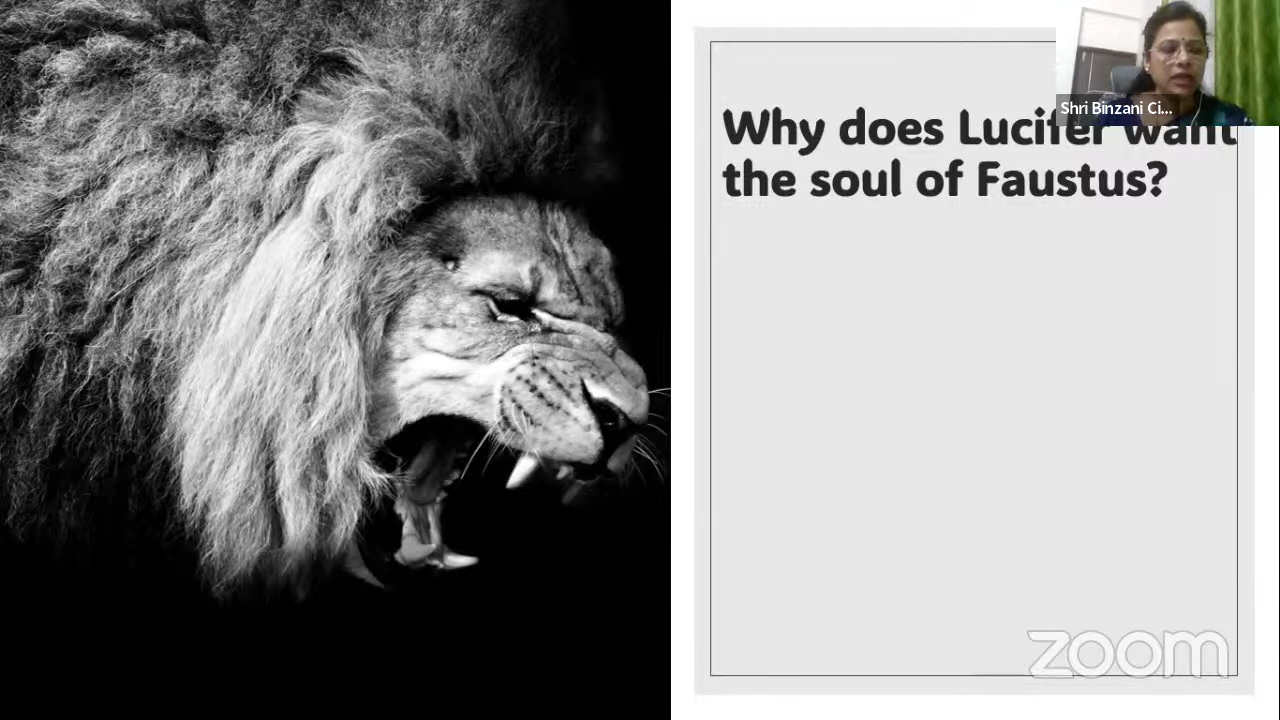 Shri Binzani Ci...
Why does Lucifer want
the soul of Faustus?
zoom